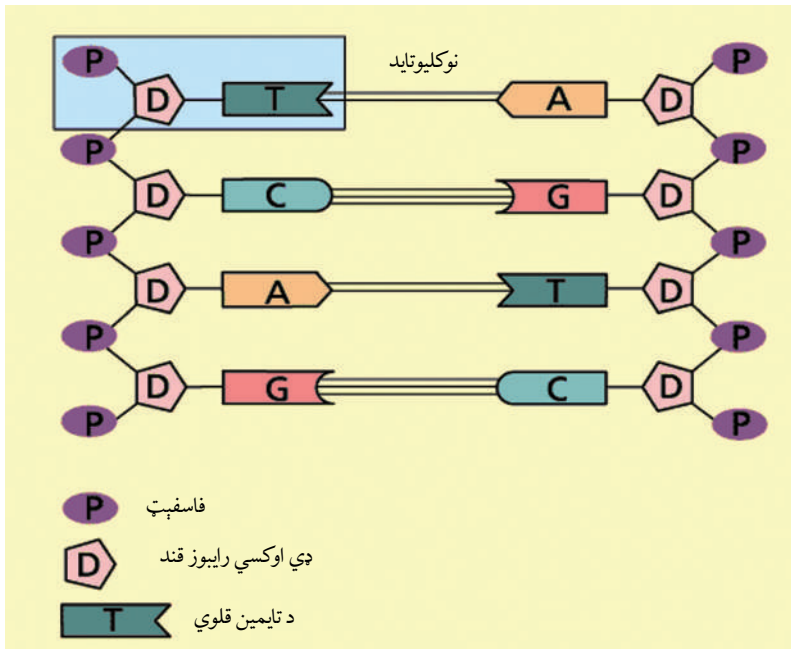 نوکلیوتاید
P D T A D P
P P
D C G D
P P
D A T D
P P
D G C D
P P
P فاسفېټ
D ډي اوکسي رایبوز قند
T د تایمین قلوي